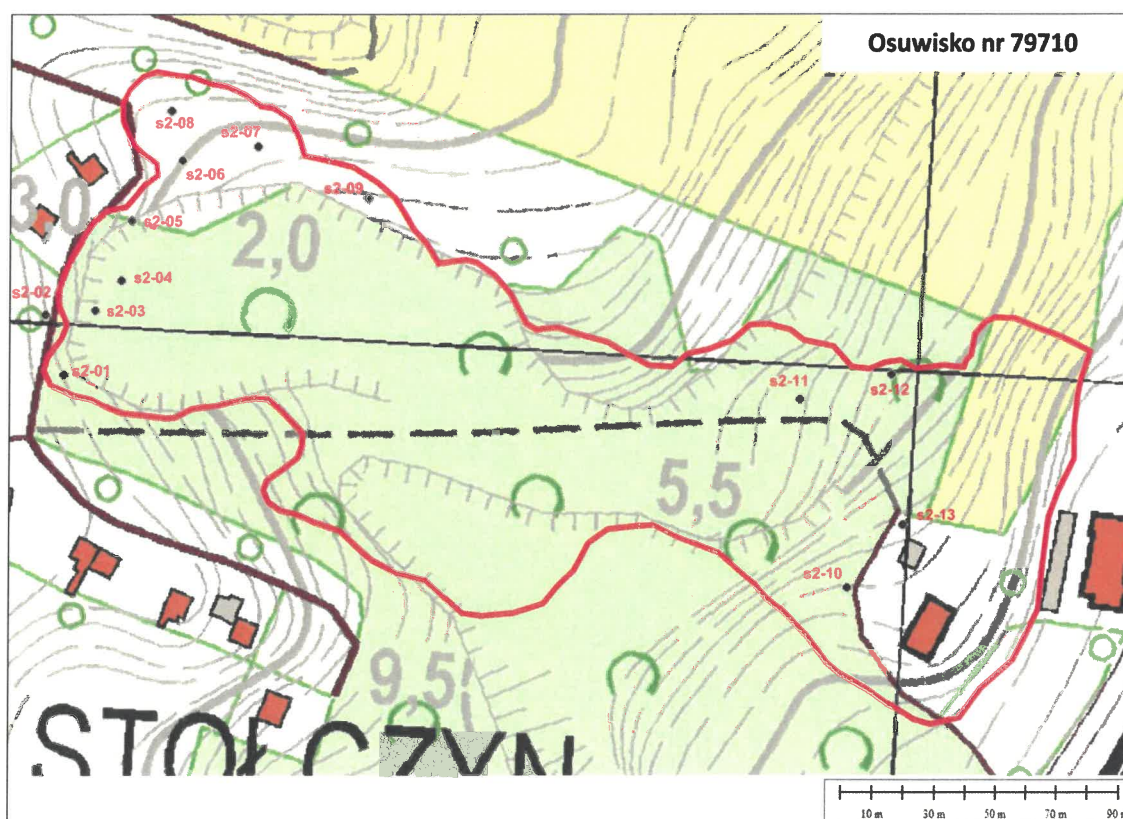 Osuwisko nr 79710
s2-08
s2-07
s2-06
s2-09
3,0
s2-05
2,0
s2-04
s2-02
s2-03
s2-01
s2-11
s2-12
5,5
s2-13
s2-10
9,5
STOŁCZYN
10 m 30 m 50 m 70 m 90 m